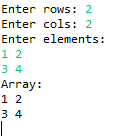 Enter rows: 2
Enter cols: 2
Enter elements:
1 2
3 4
Array:
1 2
3 4